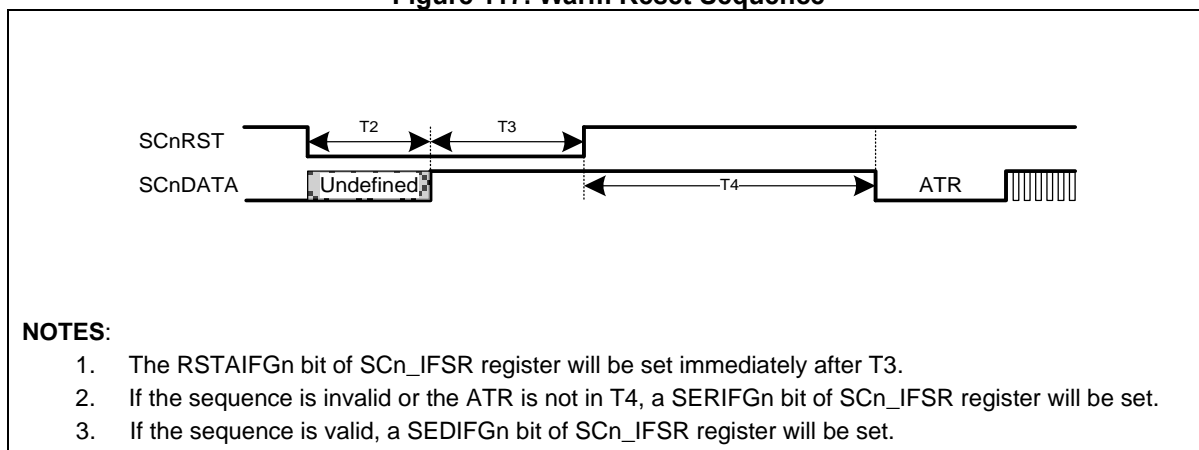 Figure 117. Warm Reset Sequence
T2 T3
SCnRST
SCnDATA Undefined T4 ATR
NOTES:
1. The RSTAIFGn bit of SCn_IFSR register will be set immediately after T3.
2. If the sequence is invalid or the ATR is not in T4, a SERIFGn bit of SCn_IFSR register will be set.
3. If the sequence is valid, a SEDIFGn bit of SCn_IFSR register will be set.